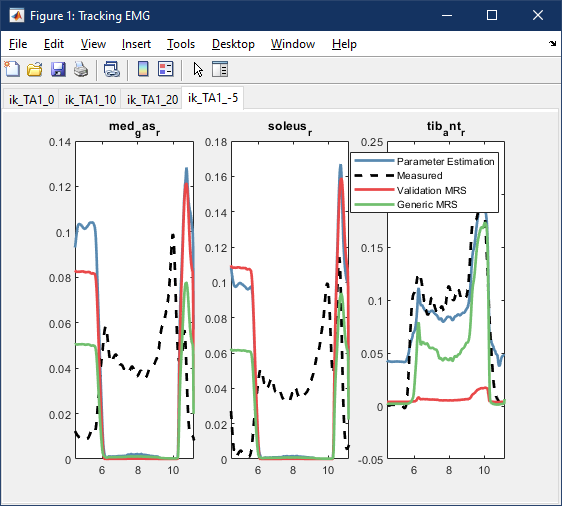 Figure 1: Tracking EMG
File Edit View Insert Tools Desktop Window Help
ik_TA1_0 ik_TA1_10 ik_TA1_20 ik_TA1_-5
med_gas_r
0.14
0.12
0.1
0.08
0.06
0.04
0.02
0
6 8 10
soleus_r
0.18
0.16
0.14
0.12
0.1
0.08
0.06
0.04
0.02
0
6 8 10
tib_ant_r
0.25
0.15
0.1
0.05
0
-0.05
6 8 10
Parameter Estimation
Measured
Validation MRS
Generic MRS